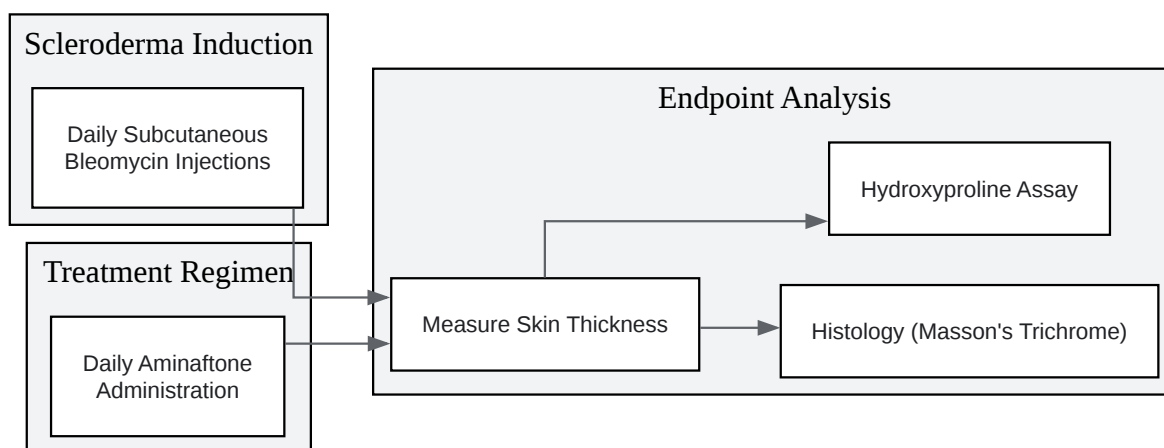 Scleroderma Induction
Daily Subcutaneous
Bleomycin Injections
Treatment Regimen
Daily Aminaftone
Administration
Endpoint Analysis
Measure Skin Thickness
Hydroxyproline Assay
Histology (Masson's Trichrome)